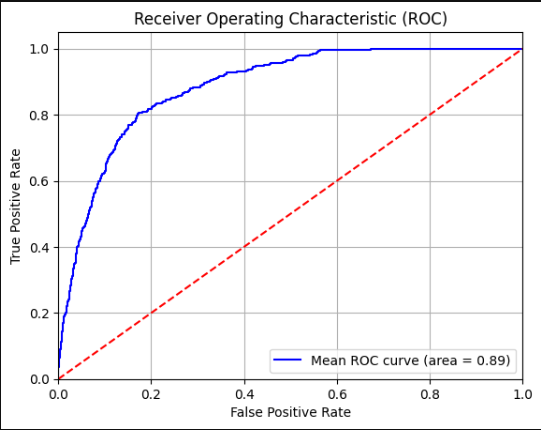 Receiver Operating Characteristic (ROC)
1.0
0.8
0.6
0.4
0.2
0.0
True Positive Rate
Mean ROC curve (area = 0.89)
0.0 0.2 0.4 0.6 0.8 1.0
False Positive Rate